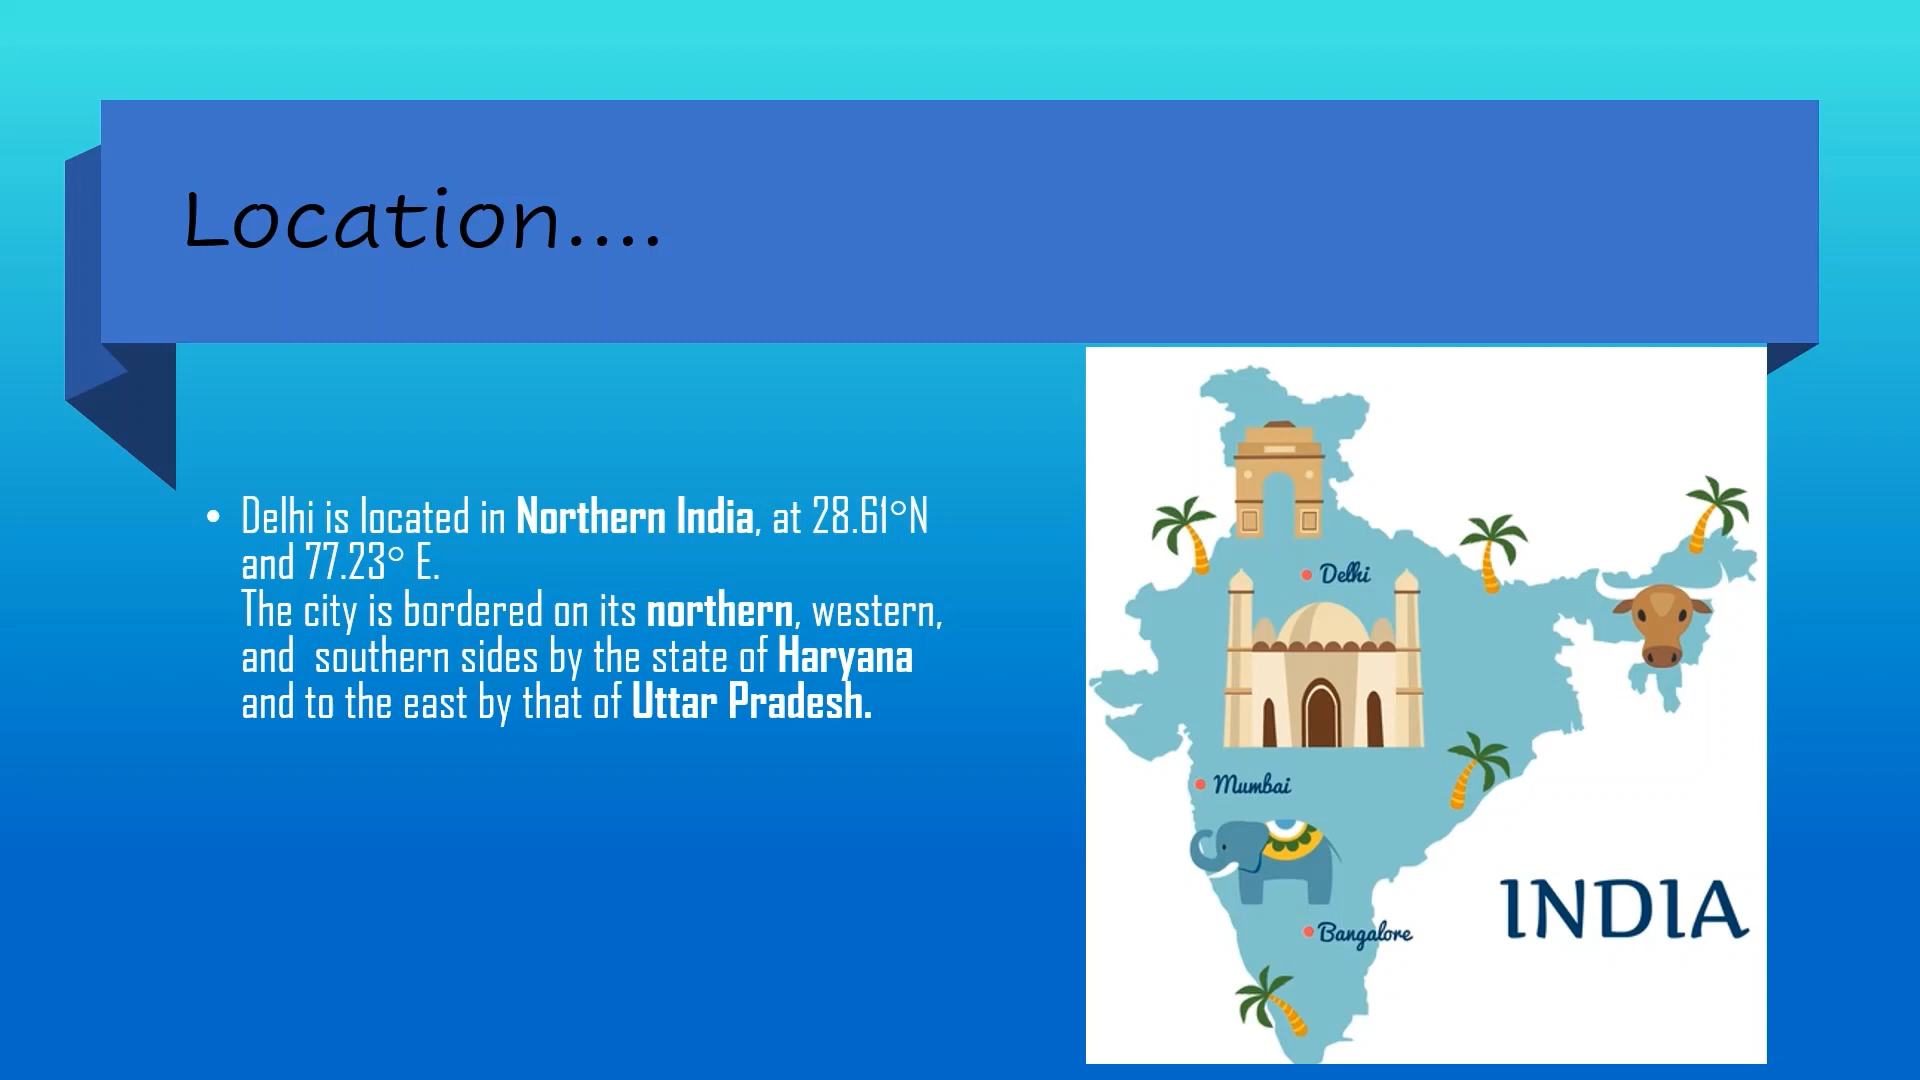 Location....
• Delhi is located in Northern India, at 28.61°N
and 77.23° E.
The city is bordered on its northern, western,
and  southern sides by the state of Haryana
and to the east by that of Uttar Pradesh.
Delhi
Mumbai
Bangalore
INDIA